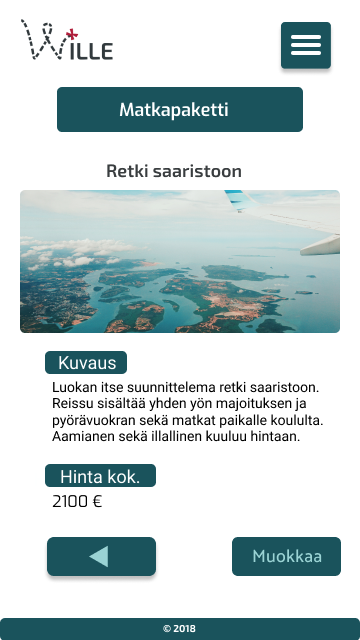 WILLE
Matkapaketti
Retki saaristoon
Kuvaus
Luokan itse suunnittelema retki saaristoon.
Reissu sisältää yhden yön majoituksen ja
pyörävuokran sekä matkat paikalle koululta.
Aamianen sekä illallinen kuuluu hintaan.
Hinta kok.
2100 €
Muokkaa
© 2018